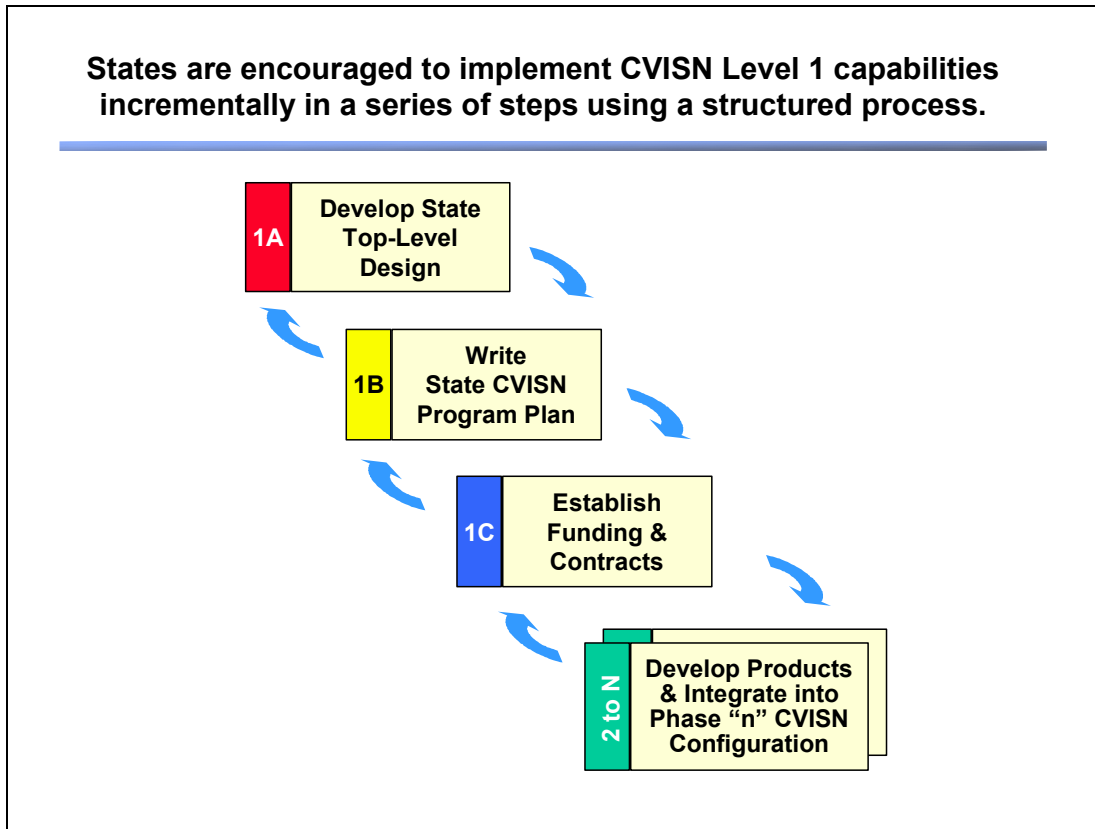 States are encouraged to implement CVISN Level 1 capabilities
incrementally in a series of steps using a structured process.
1A
Develop State
Top-Level
Design
1B
Write
State CVISN
Program Plan
1C
Establish
Funding &
Contracts
2 to N
Develop Products
& Integrate into
Phase “n” CVISN
Configuration